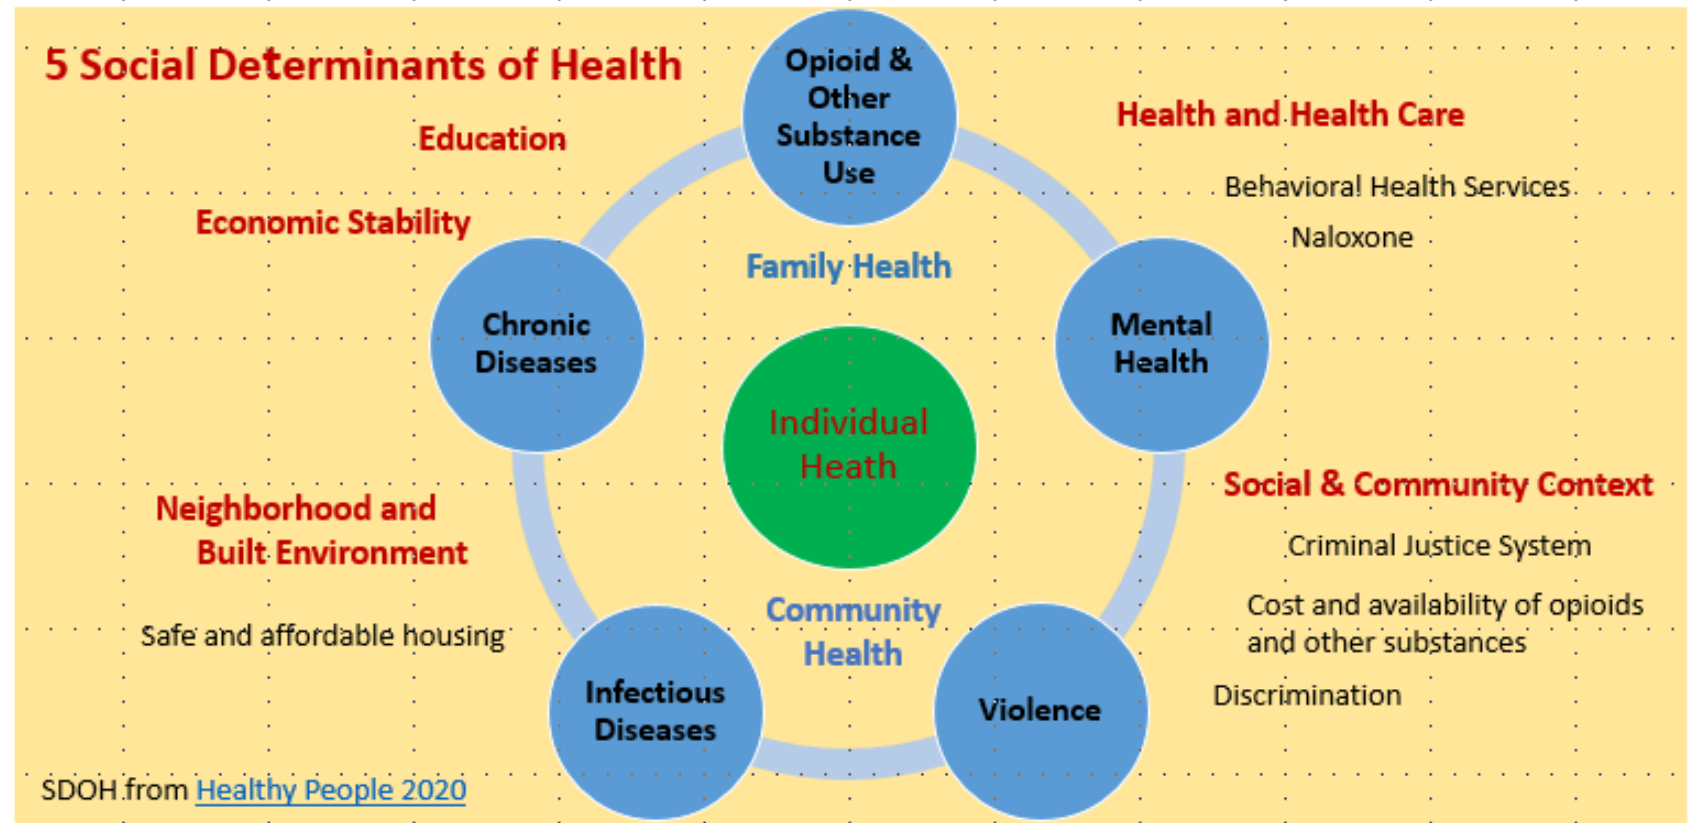 5 Social Determinants of Health
Education
Economic Stability
Opioid &
Other
Substance
Use
Health and Health Care
Behavioral Health Services
Naloxone
Family Health
Chronic
Diseases
Mental
Health
Individual
Heath
Neighborhood and
Built Environment
Safe and affordable housing
Social & Community Context
Criminal Justice System
Cost and availability of opioids
and other substances
Discrimination
Community
Health
Infectious
Diseases
Violence
SDOH from Healthy People 2020